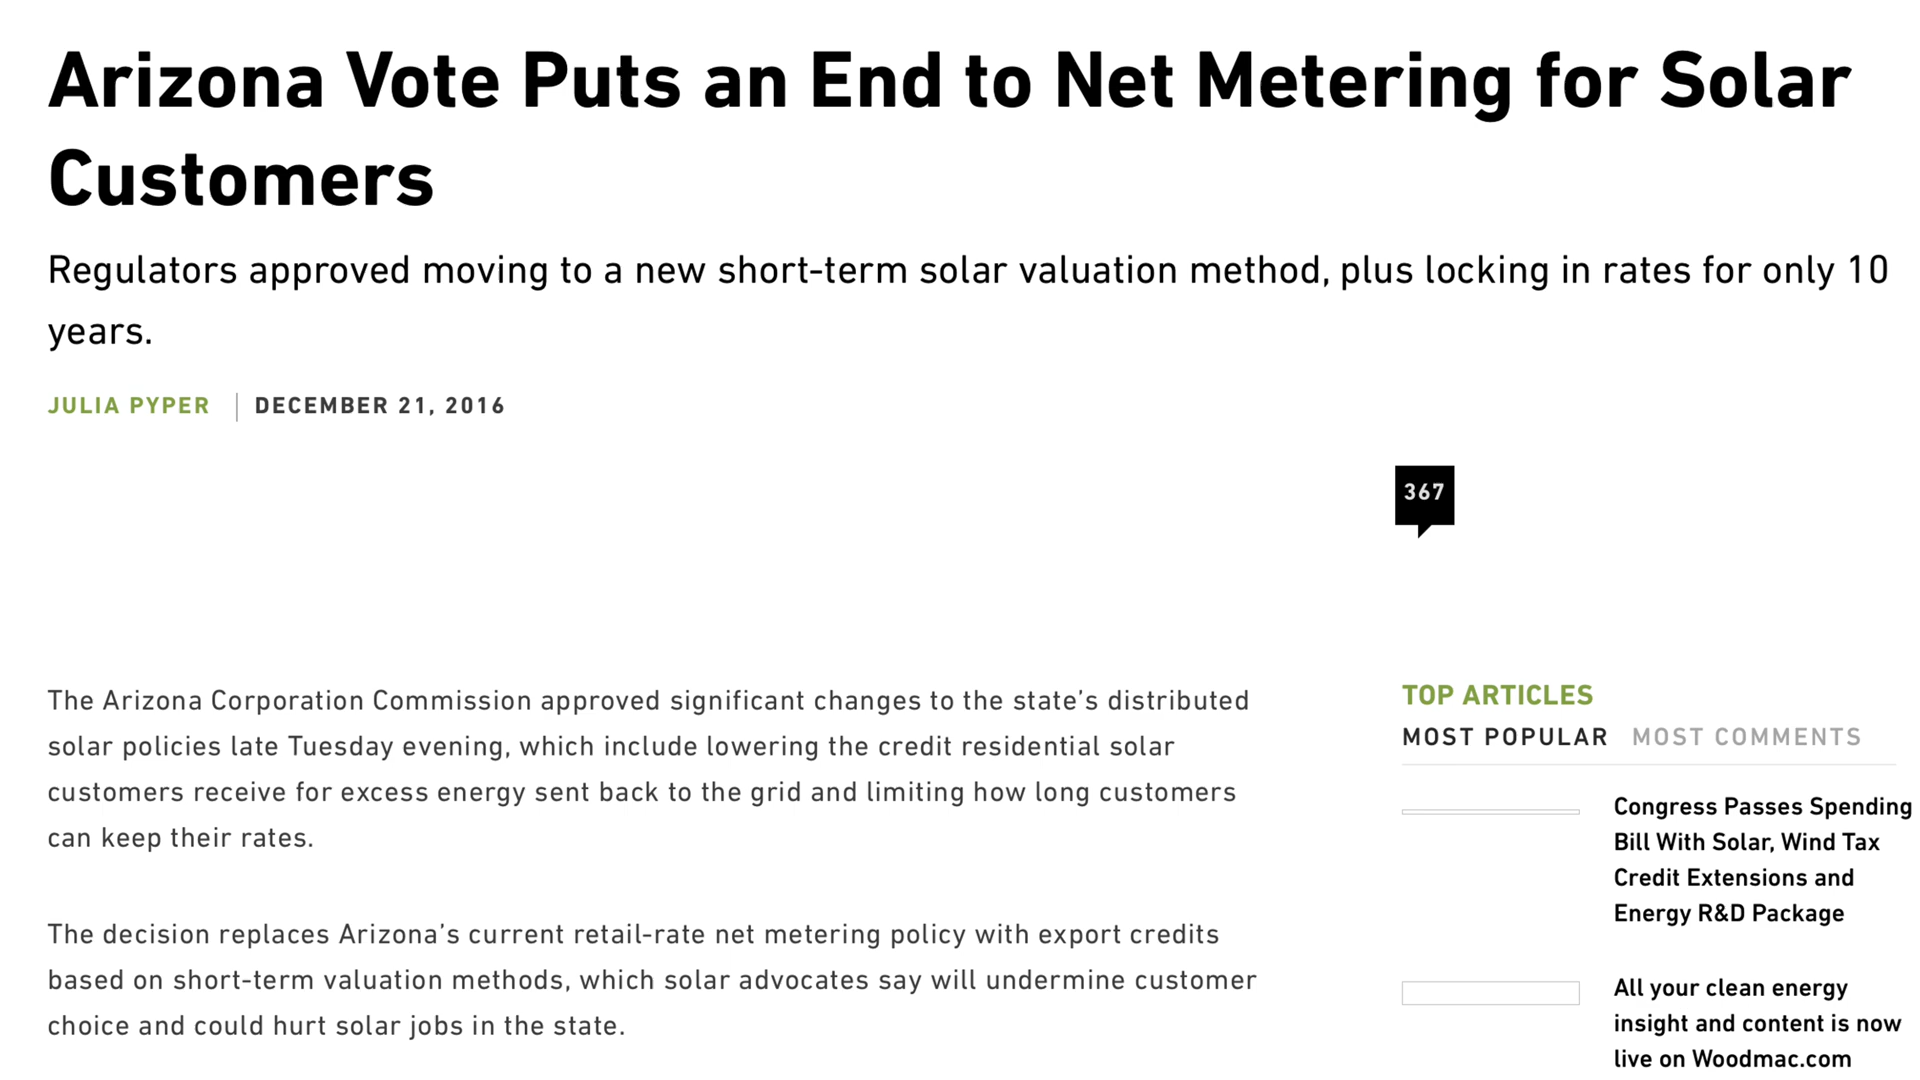 Arizona Vote Puts an End to Net Metering for Solar
Customers
Regulators approved moving to a new short-term solar valuation method, plus locking in rates for only 10
years.
JULIA PYPER | DECEMBER 21, 2016
367
The Arizona Corporation Commission approved significant changes to the state’s distributed
solar policies late Tuesday evening, which include lowering the credit residential solar
customers receive for excess energy sent back to the grid and limiting how long customers
can keep their rates.
The decision replaces Arizona’s current retail-rate net metering policy with export credits
based on short-term valuation methods, which solar advocates say will undermine customer
choice and could hurt solar jobs in the state.
TOP ARTICLES
MOST POPULAR MOST COMMENTS
Congress Passes Spending
Bill With Solar, Wind Tax
Credit Extensions and
Energy R&D Package
All your clean energy
insight and content is now
live on Woodmac.com